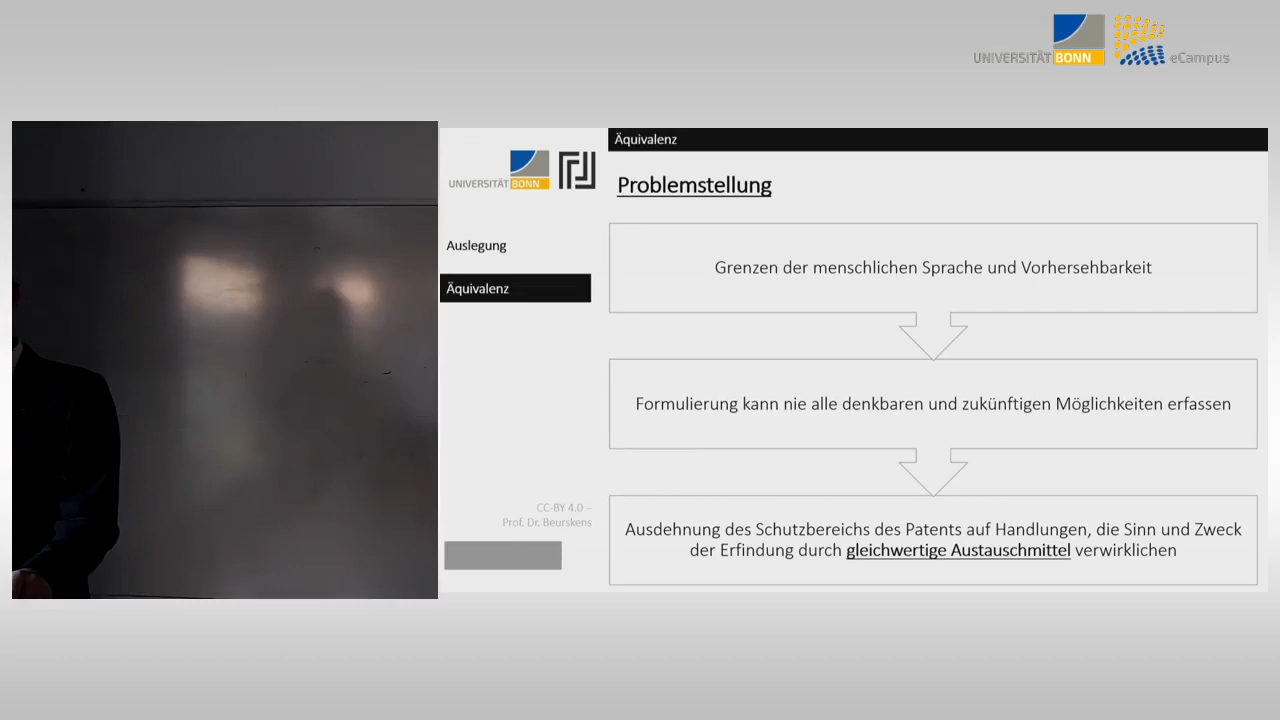 UNIVERSITÄT BONN
eCampus
UNIVERSITÄT BONN
Äquivalenz
Problemstellung
Auslegung
Äquivalenz
Grenzen der menschlichen Sprache und Vorhersehbarkeit
Formulierung kann nie alle denkbaren und zukünftigen Möglichkeiten erfassen
Ausdehnung des Schutzbereichs des Patents auf Handlungen, die Sinn und Zweck
der Erfindung durch gleichwertige Austauschmittel verwirklichen
CC-BY 4.0 –
Prof. Dr. Beurskens